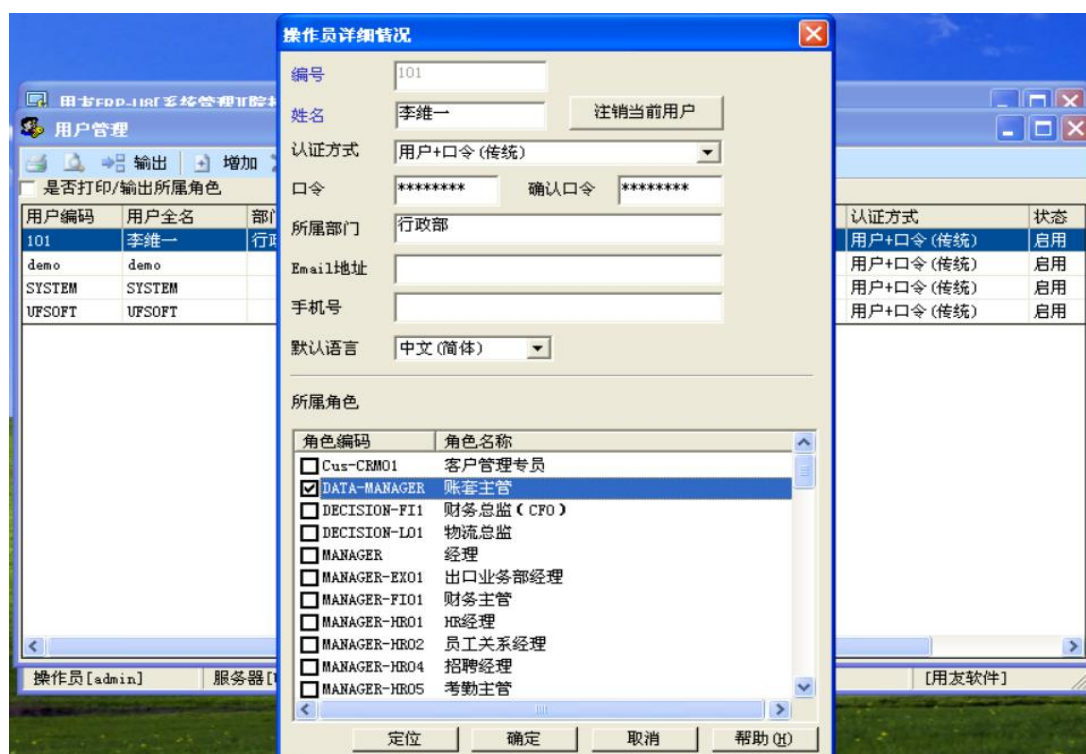 操作员详细情况
编号 101
姓名 李维一 注销当前用户
认证方式 用户+口令(传统)
口令 ******** 确认口令 ********
所属部门 行政部
Email地址
手机号
默认语言 中文(简体)
所属角色
角色编码 角色名称
Cus-CRM01 客户管理专员
DATA-MANAGER 账套主管
DECISION-FI1 财务总监(CFO)
DECISION-LO1 物流总监
MANAGER 经理
MANAGER-EX01 出口业务部经理
MANAGER-FI01 财务主管
MANAGER-HR01 HR经理
MANAGER-HR02 员工关系经理
MANAGER-HR04 招聘经理
MANAGER-HR05 考勤主管
定位 确定 取消 帮助(H)
用友ERP-U8[系统管理]
用户管理
输出 增加
是否打印/输出所属角色
用户编码 用户全名 认证方式 状态
101 李维一 用户+口令(传统) 启用
demo demo 用户+口令(传统) 启用
SYSTEM SYSTEM 用户+口令(传统) 启用
UFSOFT UFSOFT 用户+口令(传统) 启用
操作员[admin] 服务器[ [用友软件]